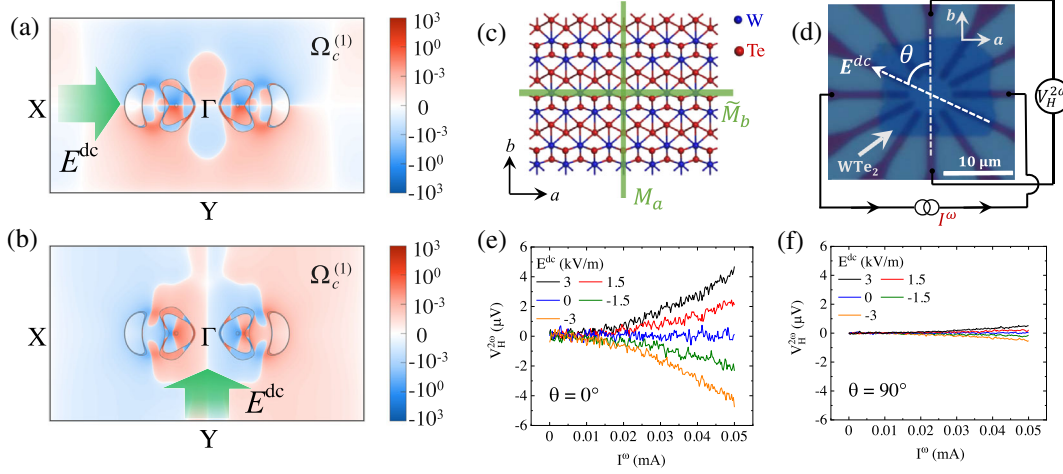 (a)
Ω_c^(1)
X
Γ
E^dc
Y
10^3
10^0
10^-3
0
-10^-3
-10^0
-10^3
(b)
Ω_c^(1)
X
Γ
E^dc
Y
10^3
10^0
10^-3
0
-10^-3
10^0
10^3
(c)
W
Te
M̃_b
b
a
M_a
(d)
b
a
θ
E^dc
V_H^2ω
WTe₂
10 μm
I^ω
(e)
E^dc (kV/m)
3 1.5
0 -1.5
-3
θ = 0°
V_H^2ω (μV)
6
4
2
0
-2
-4
-6
0 0.01 0.02 0.03 0.04 0.05
I^ω (mA)
(f)
E^dc (kV/m)
3 1.5
0 -1.5
-3
θ = 90°
V_H^2ω (μV)
6
4
2
0
-2
-4
-6
0 0.01 0.02 0.03 0.04 0.05
I^ω (mA)